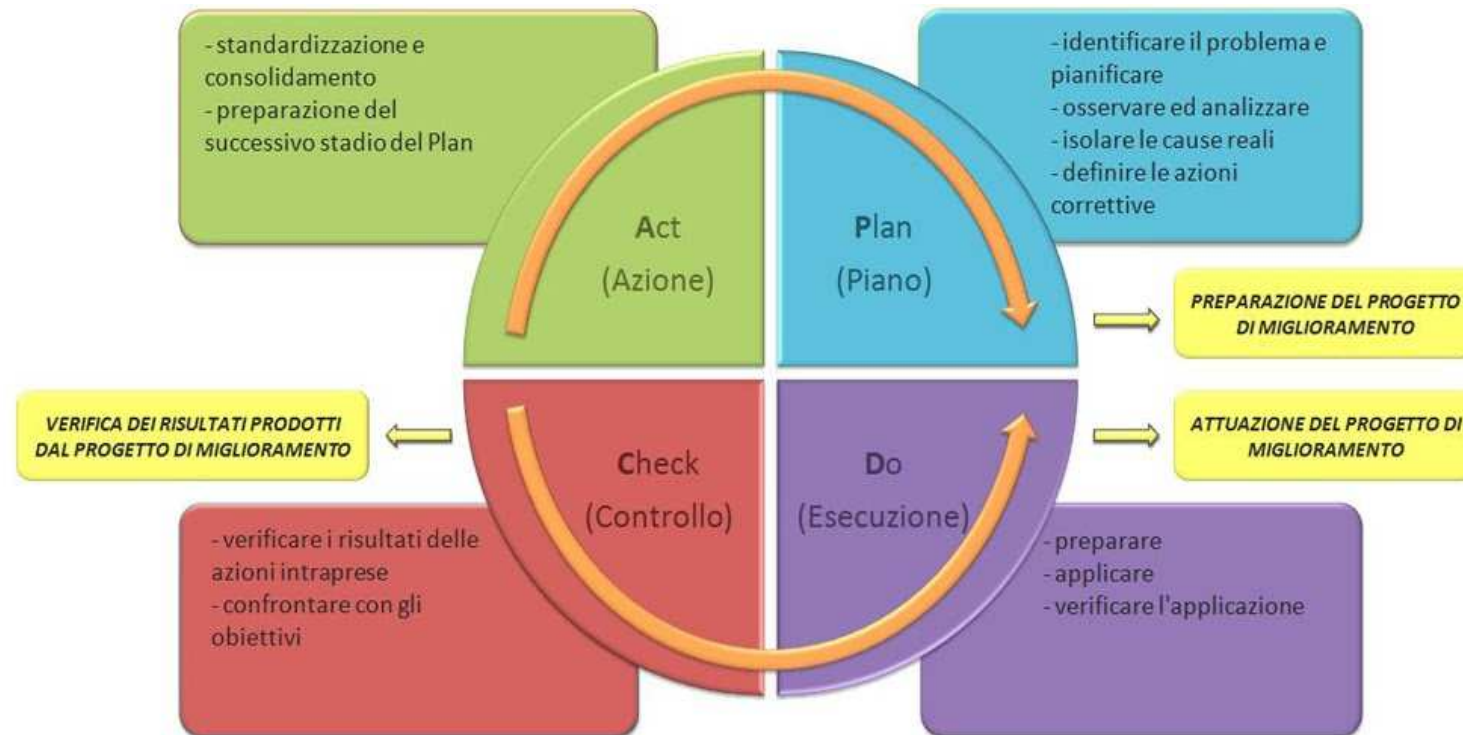 - standardizzazione e
consolidamento
- preparazione del
successivo stadio del Plan
- identificare il problema e
pianificare
- osservare ed analizzare
- isolare le cause reali
- definire le azioni
correttive
Act
(Azione)
Plan
(Piano)
PREPARAZIONE DEL PROGETTO
DI MIGLIORAMENTO
VERIFICA DEI RISULTATI PRODOTTI
DAL PROGETTO DI MIGLIORAMENTO
Check
(Controllo)
Do
(Esecuzione)
ATTUAZIONE DEL PROGETTO DI
MIGLIORAMENTO
- verificare i risultati delle
azioni intraprese
- confrontare con gli
obiettivi
- preparare
- applicare
- verificare l'applicazione